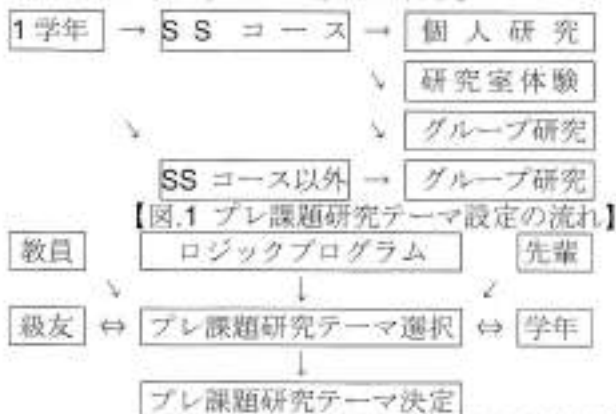 1学年 → SS コース → 個人研究
↘ 研究室体験
↘ ↘ グループ研究
SS コース以外 → グループ研究
【図.1 プレ課題研究テーマ設定の流れ】
教員 ロジックプログラム 先輩
↘ ↓ ↙
級友 ⇔ プレ課題研究テーマ選択 ⇔ 学年
↓
プレ課題研究テーマ決定